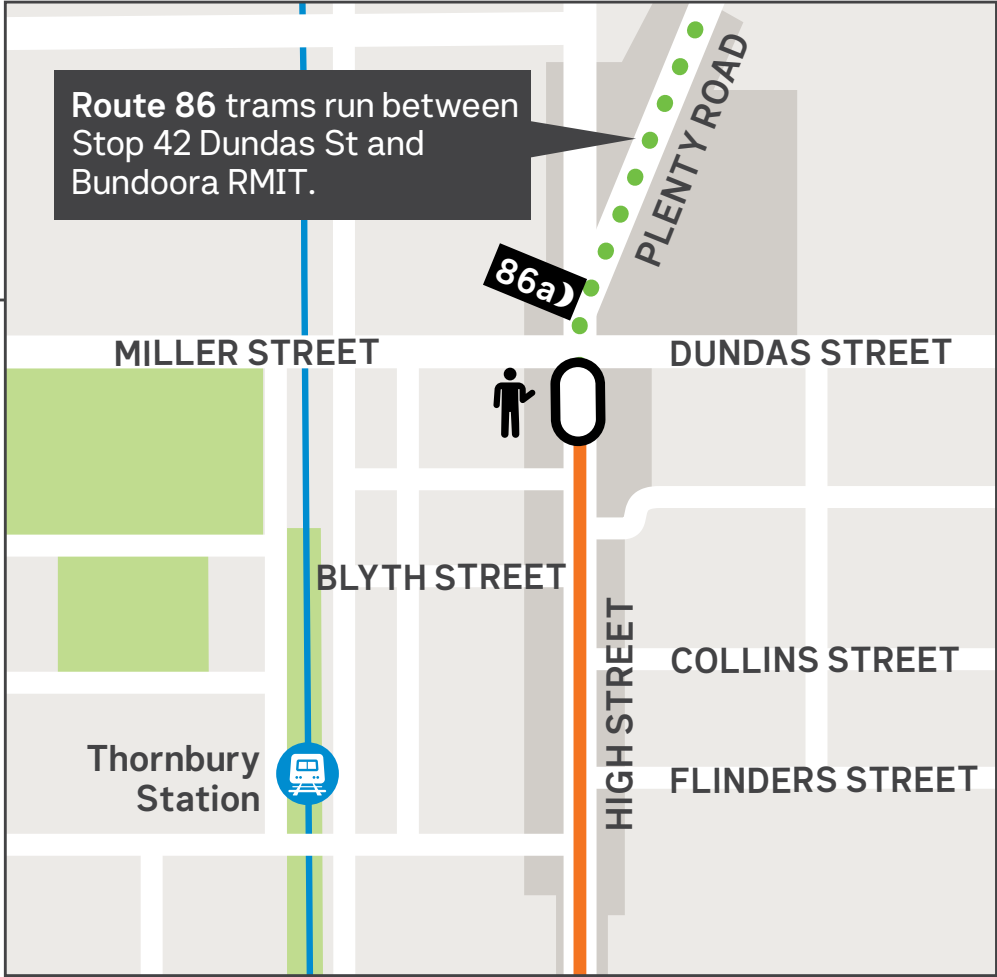 Route 86 trams run between
Stop 42 Dundas St and
Bundoora RMIT.
PLENTY ROAD
86a
MILLER STREET
DUNDAS STREET
BLYTH STREET
HIGH STREET
COLLINS STREET
Thornbury
Station
FLINDERS STREET